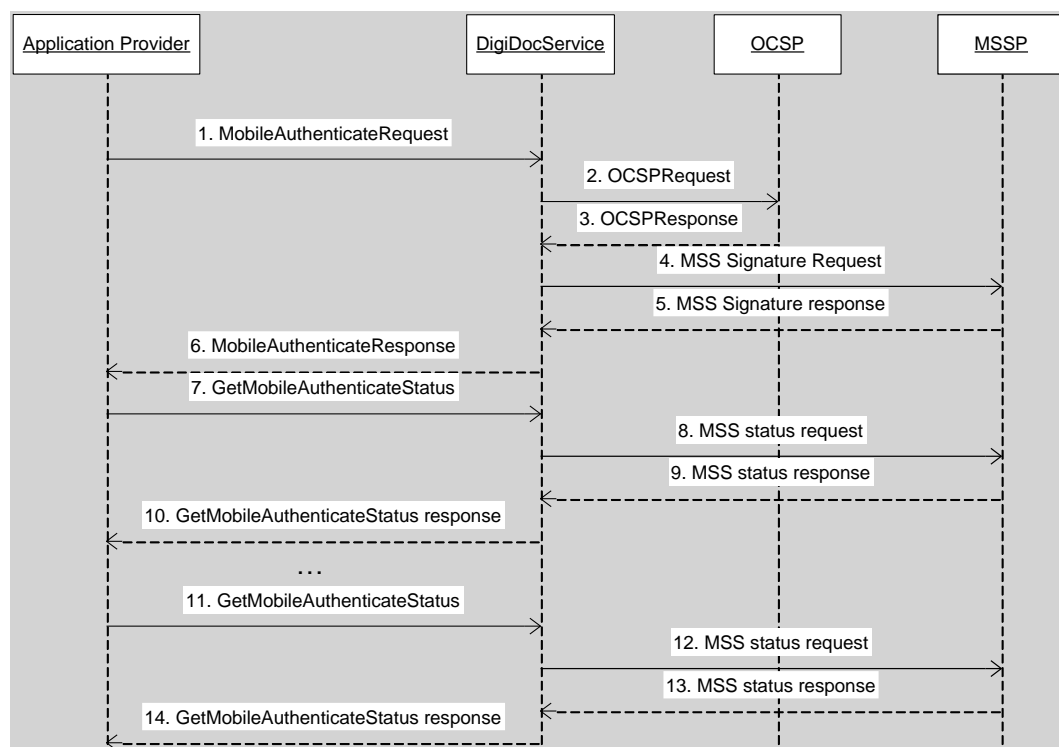 Application Provider
DigiDocService
OCSP
MSSP
1. MobileAuthenticateRequest
2. OCSPRequest
3. OCSPResponse
4. MSS Signature Request
5. MSS Signature response
6. MobileAuthenticateResponse
7. GetMobileAuthenticateStatus
8. MSS status request
9. MSS status response
10. GetMobileAuthenticateStatus response
...
11. GetMobileAuthenticateStatus
12. MSS status request
13. MSS status response
14. GetMobileAuthenticateStatus response